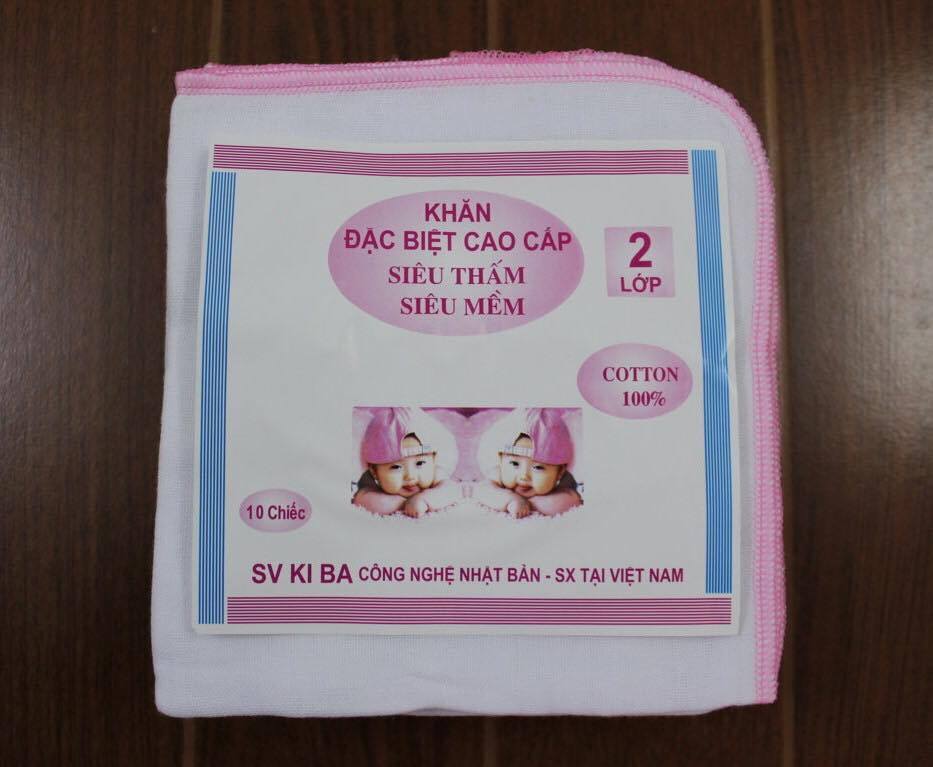 KHĂN
ĐẶC BIỆT CAO CẤP
SIÊU THẤM
SIÊU MỀM
2
LỚP
COTTON
100%
10 Chiếc
SV KI BA CÔNG NGHỆ NHẬT BẢN - SX TẠI VIỆT NAM